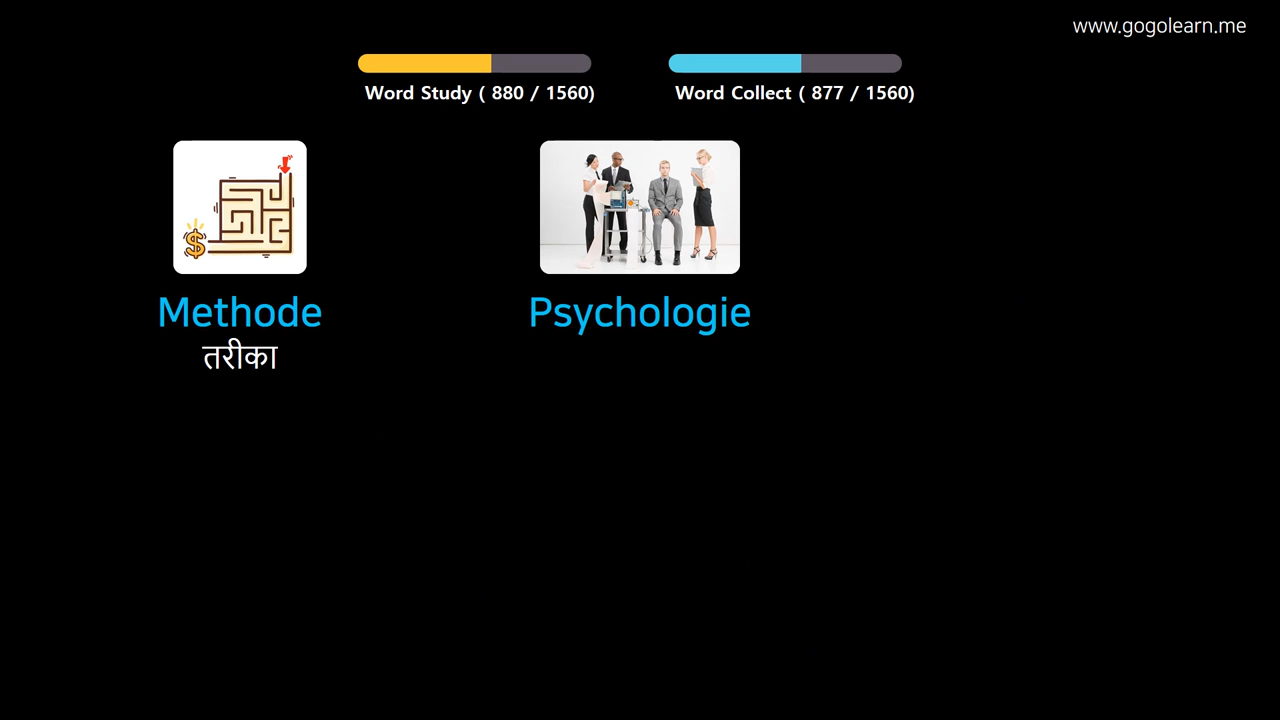 www.gogolearn.me
Word Study ( 880 / 1560)
Word Collect ( 877 / 1560)
Methode
तरीका
Psychologie